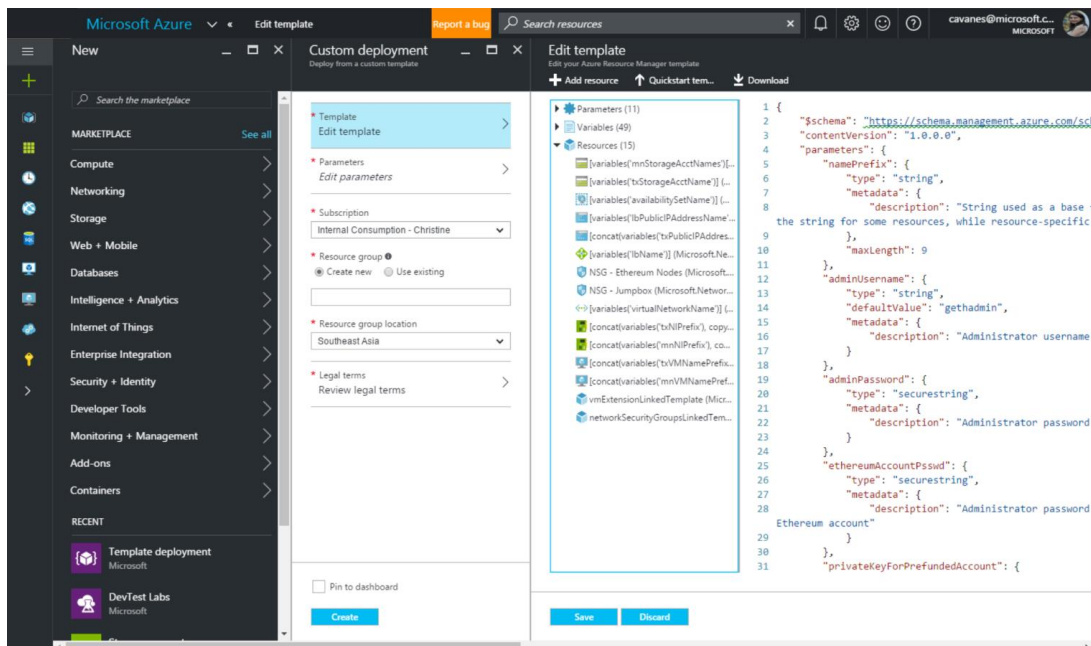 Microsoft Azure
Edit template
Report a bug
Search resources
cavanes@microsoft.c...
MICROSOFT
New
Search the marketplace
MARKETPLACE
See all
Compute
Networking
Storage
Web + Mobile
Databases
Intelligence + Analytics
Internet of Things
Enterprise Integration
Security + Identity
Developer Tools
Monitoring + Management
Add-ons
Containers
RECENT
Template deployment
Microsoft
DevTest Labs
Microsoft
Custom deployment
Deploy from a custom template
* Template
Edit template
* Parameters
Edit parameters
* Subscription
Internal Consumption - Christine
* Resource group
Create new Use existing
* Resource group location
Southeast Asia
* Legal terms
Review legal terms
Pin to dashboard
Create
Edit template
Edit your Azure Resource Manager template
Add resource Quickstart tem... Download
Parameters (11)
Variables (49)
Resources (15)
[variables('mnStorageAcctNames')[...
[variables('txStorageAcctName')] (...
[variables('availabilitySetName')] (...
[variables('lbPublicIPAddressName'...
[concat(variables('txPublicIPAddres...
[variables('lbName')] (Microsoft.Ne...
NSG - Ethereum Nodes (Microsoft....
NSG - Jumpbox (Microsoft.Networ...
[variables('virtualNetworkName')] (...
[concat(variables('txNIPrefix'), copy...
[concat(variables('mnNIPrefix'), co...
[concat(variables('txVMNamePrefix...
[concat(variables('mnVMNamePref...
vmExtensionLinkedTemplate (Micr...
networkSecurityGroupsLinkedTem...
1 {
2 "$schema": "https://schema.management.azure.com/sc
3 "contentVersion": "1.0.0.0",
4 "parameters": {
5 "namePrefix": {
6 "type": "string",
7 "metadata": {
8 "description": "String used as a base
the string for some resources, while resource-specific
9 },
10 "maxLength": 9
11 },
12 "adminUsername": {
13 "type": "string",
14 "defaultValue": "gethadmin",
15 "metadata": {
16 "description": "Administrator username
17 }
18 },
19 "adminPassword": {
20 "type": "securestring",
21 "metadata": {
22 "description": "Administrator password
23 }
24 },
25 "ethereumAccountPsswd": {
26 "type": "securestring",
27 "metadata": {
28 "description": "Administrator password
Ethereum account"
29 }
30 },
31 "privateKeyForPrefundedAccount": {
Save Discard